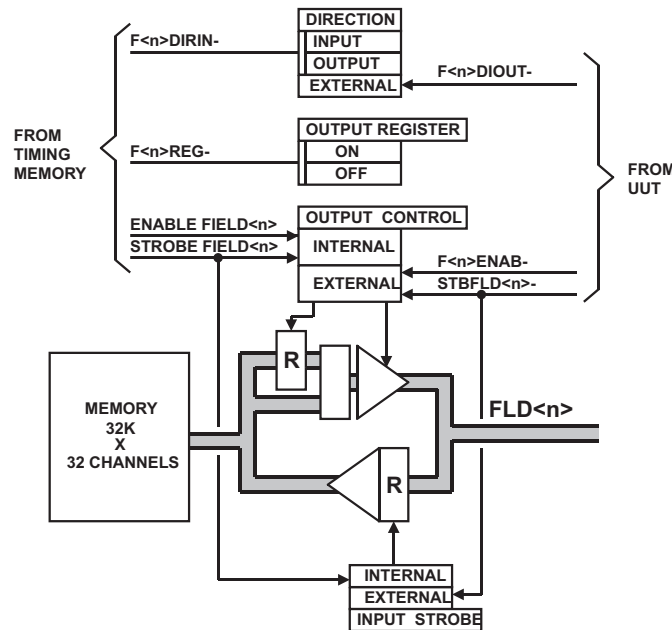 DIRECTION
F<n>DIRIN-
INPUT
OUTPUT
EXTERNAL
F<n>DIOUT-
FROM
TIMING
MEMORY
OUTPUT REGISTER
F<n>REG-
ON
OFF
FROM
UUT
OUTPUT CONTROL
ENABLE FIELD<n>
STROBE FIELD<n>
INTERNAL
EXTERNAL
F<n>ENAB-
STBFLD<n>-
R
MEMORY
32K
X
32 CHANNELS
FLD<n>
R
INTERNAL
EXTERNAL
INPUT STROBE